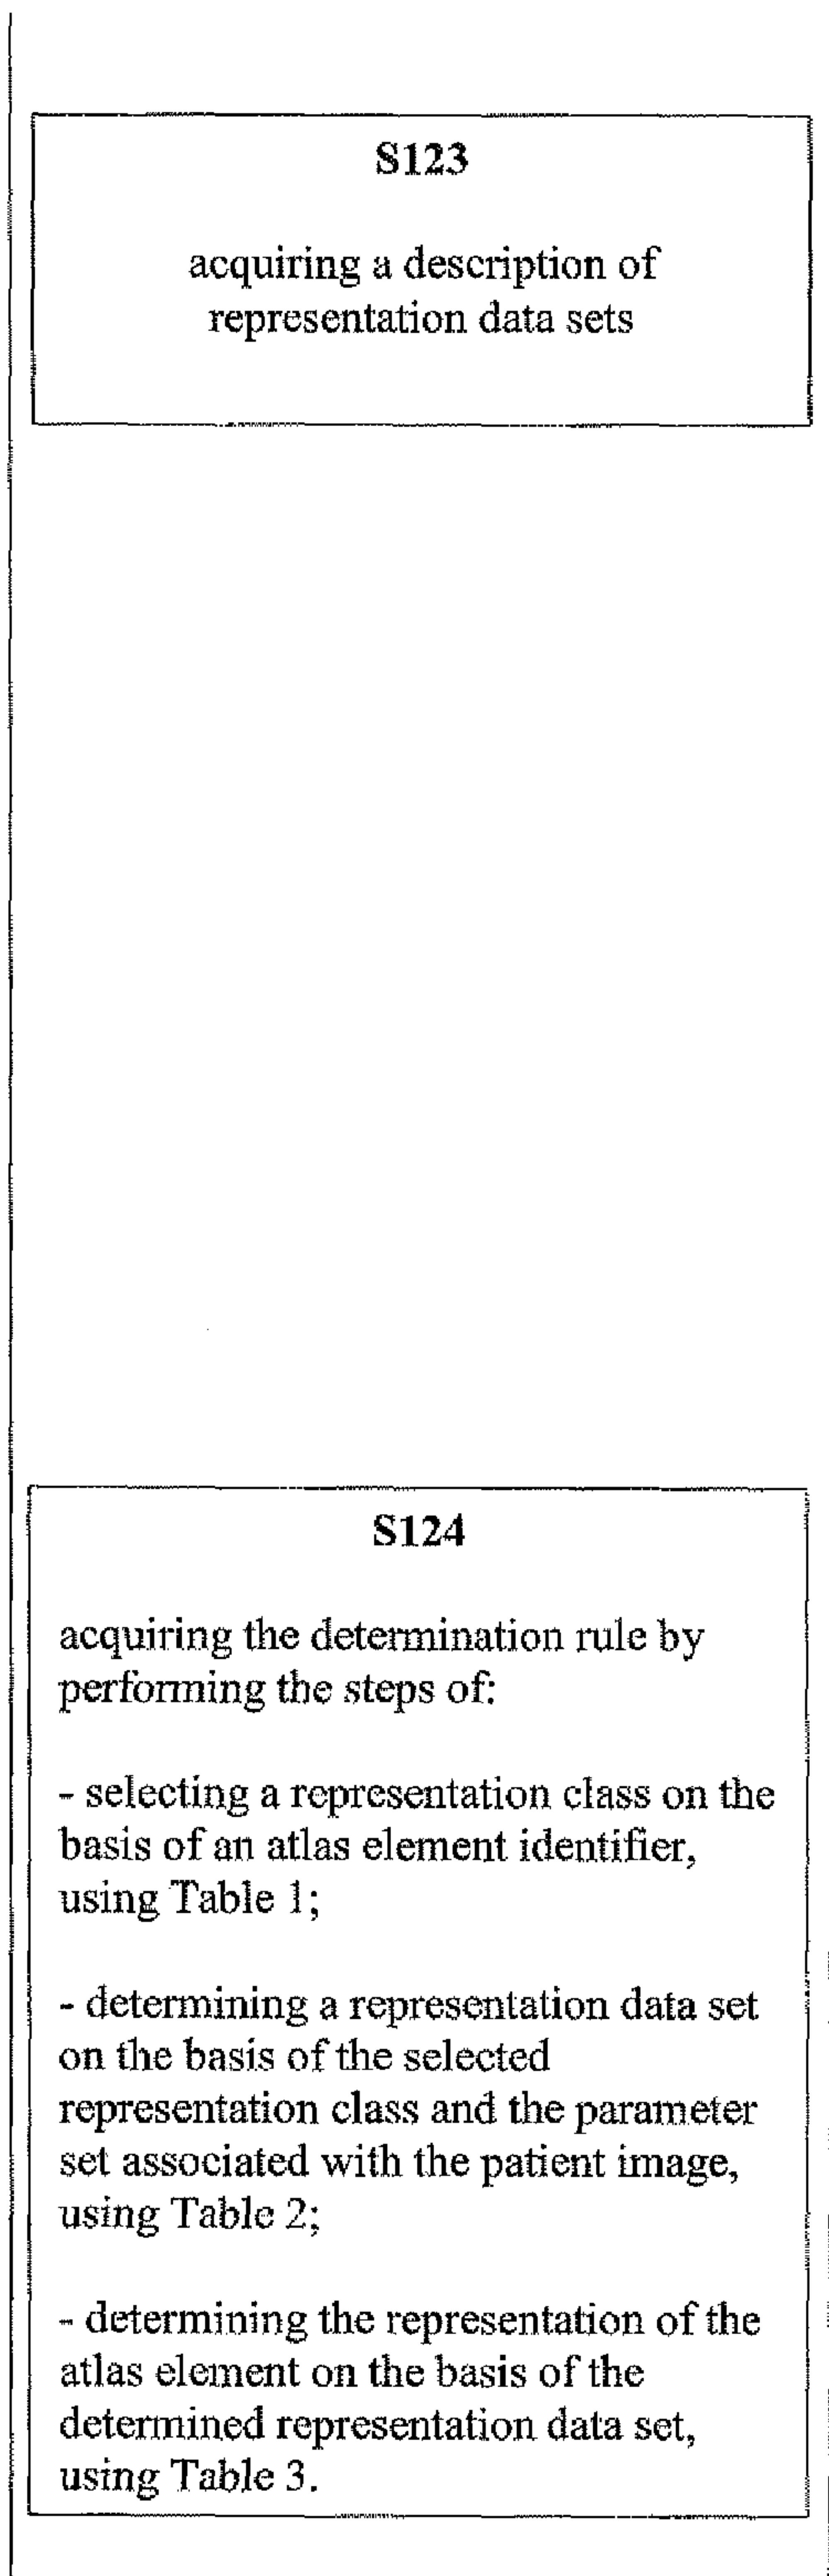 S123
acquiring a description of
representation data sets
S124
acquiring the determination rule by
performing the steps of:
- selecting a representation class on the
basis of an atlas element identifier,
using Table 1;
- determining a representation data set
on the basis of the selected
representation class and the parameter
set associated with the patient image,
using Table 2;
- determining the representation of the
atlas element on the basis of the
determined representation data set,
using Table 3.